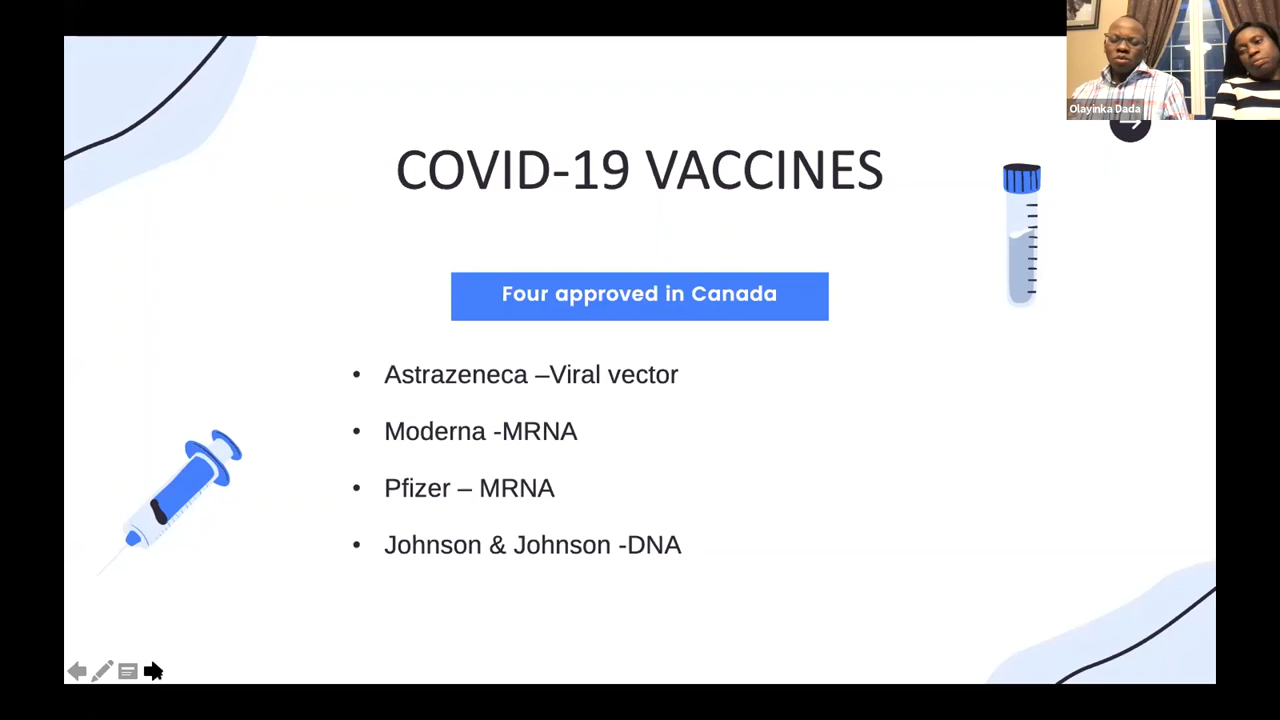 Olayinka Dada
COVID-19 VACCINES
Four approved in Canada
• Astrazeneca –Viral vector
• Moderna -MRNA
• Pfizer – MRNA
• Johnson & Johnson -DNA